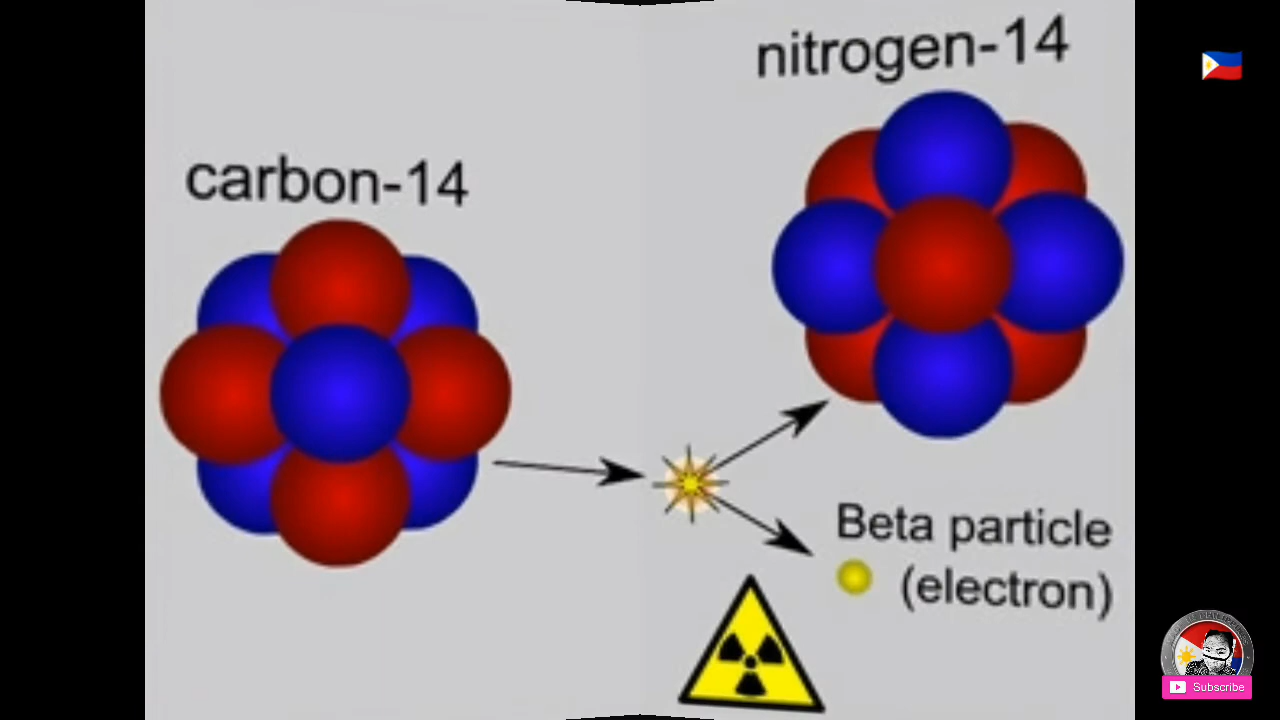 nitrogen-14
carbon-14
Beta particle
(electron)
Subscribe